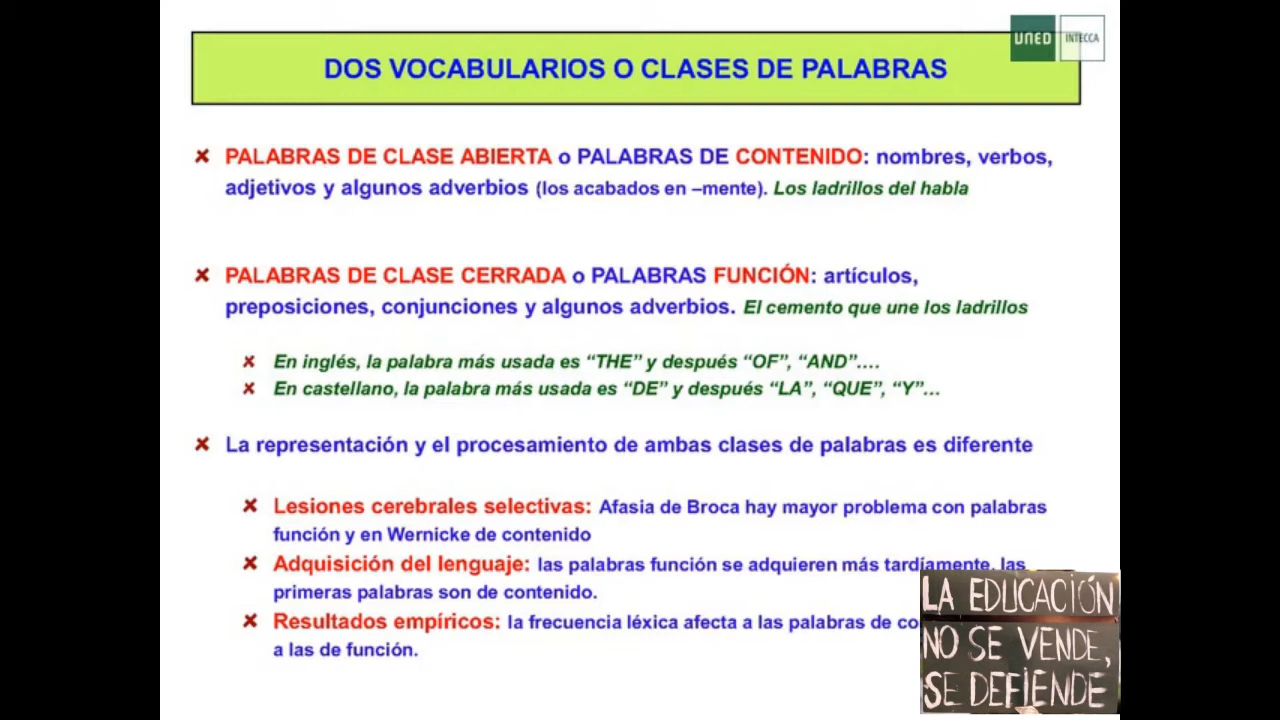 UNED INTECCA
DOS VOCABULARIOS O CLASES DE PALABRAS
✘ PALABRAS DE CLASE ABIERTA o PALABRAS DE CONTENIDO: nombres, verbos,
adjetivos y algunos adverbios (los acabados en –mente). Los ladrillos del habla
✘ PALABRAS DE CLASE CERRADA o PALABRAS FUNCIÓN: artículos,
preposiciones, conjunciones y algunos adverbios. El cemento que une los ladrillos
✘ En inglés, la palabra más usada es “THE” y después “OF”, “AND”….
✘ En castellano, la palabra más usada es “DE” y después “LA”, “QUE”, “Y”…
✘ La representación y el procesamiento de ambas clases de palabras es diferente
✘ Lesiones cerebrales selectivas: Afasia de Broca hay mayor problema con palabras
función y en Wernicke de contenido
✘ Adquisición del lenguaje: las palabras función se adquieren más tardíamente, las
primeras palabras son de contenido.
✘ Resultados empíricos: la frecuencia léxica afecta a las palabras de
a las de función.
LA EDUCACIÓN
NO SE VENDE,
SE DEFIENDE